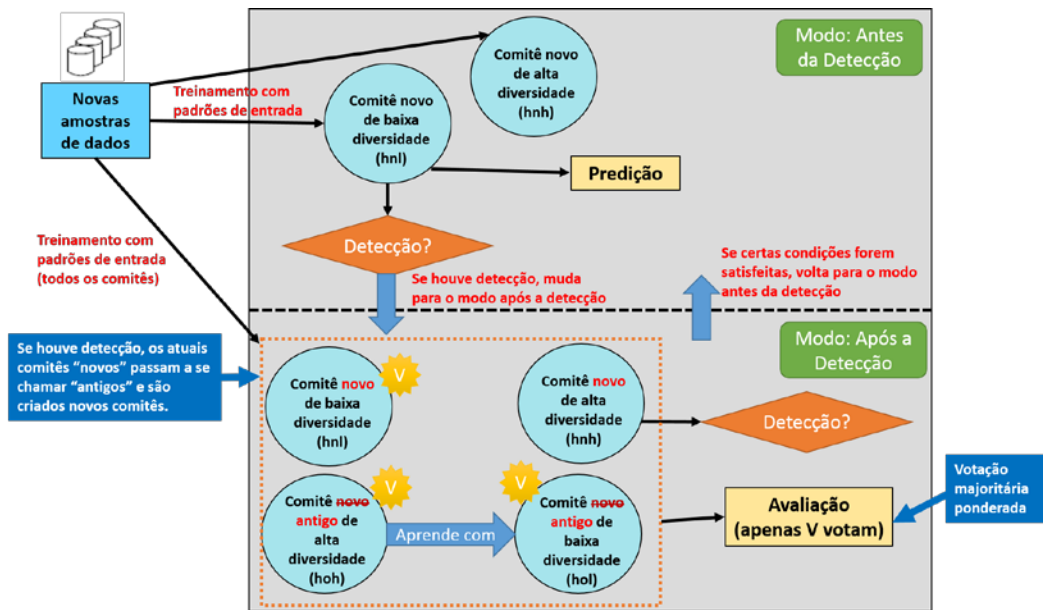 Novas
amostras
de dados
Treinamento com
padrões de entrada
Comitê novo
de alta
diversidade
(hnh)
Modo: Antes
da Detecção
Comitê novo
de baixa
diversidade
(hnl)
Predição
Detecção?
Treinamento com
padrões de entrada
(todos os comitês)
Se houve detecção, muda
para o modo após a detecção
Se certas condições forem
satisfeitas, volta para o modo
antes da detecção
Se houve detecção, os atuais
comitês “novos” passam a se
chamar “antigos” e são
criados novos comitês.
Modo: Após a
Detecção
V
Comitê novo
de baixa
diversidade
(hnl)
Comitê novo
de alta
diversidade
(hnh)
Detecção?
V
Comitê novo
antigo de
alta
diversidade
(hoh)
Aprende com
V
Comitê novo
antigo de
baixa
diversidade
(hol)
Avaliação
(apenas V votam)
Votação
majoritária
ponderada